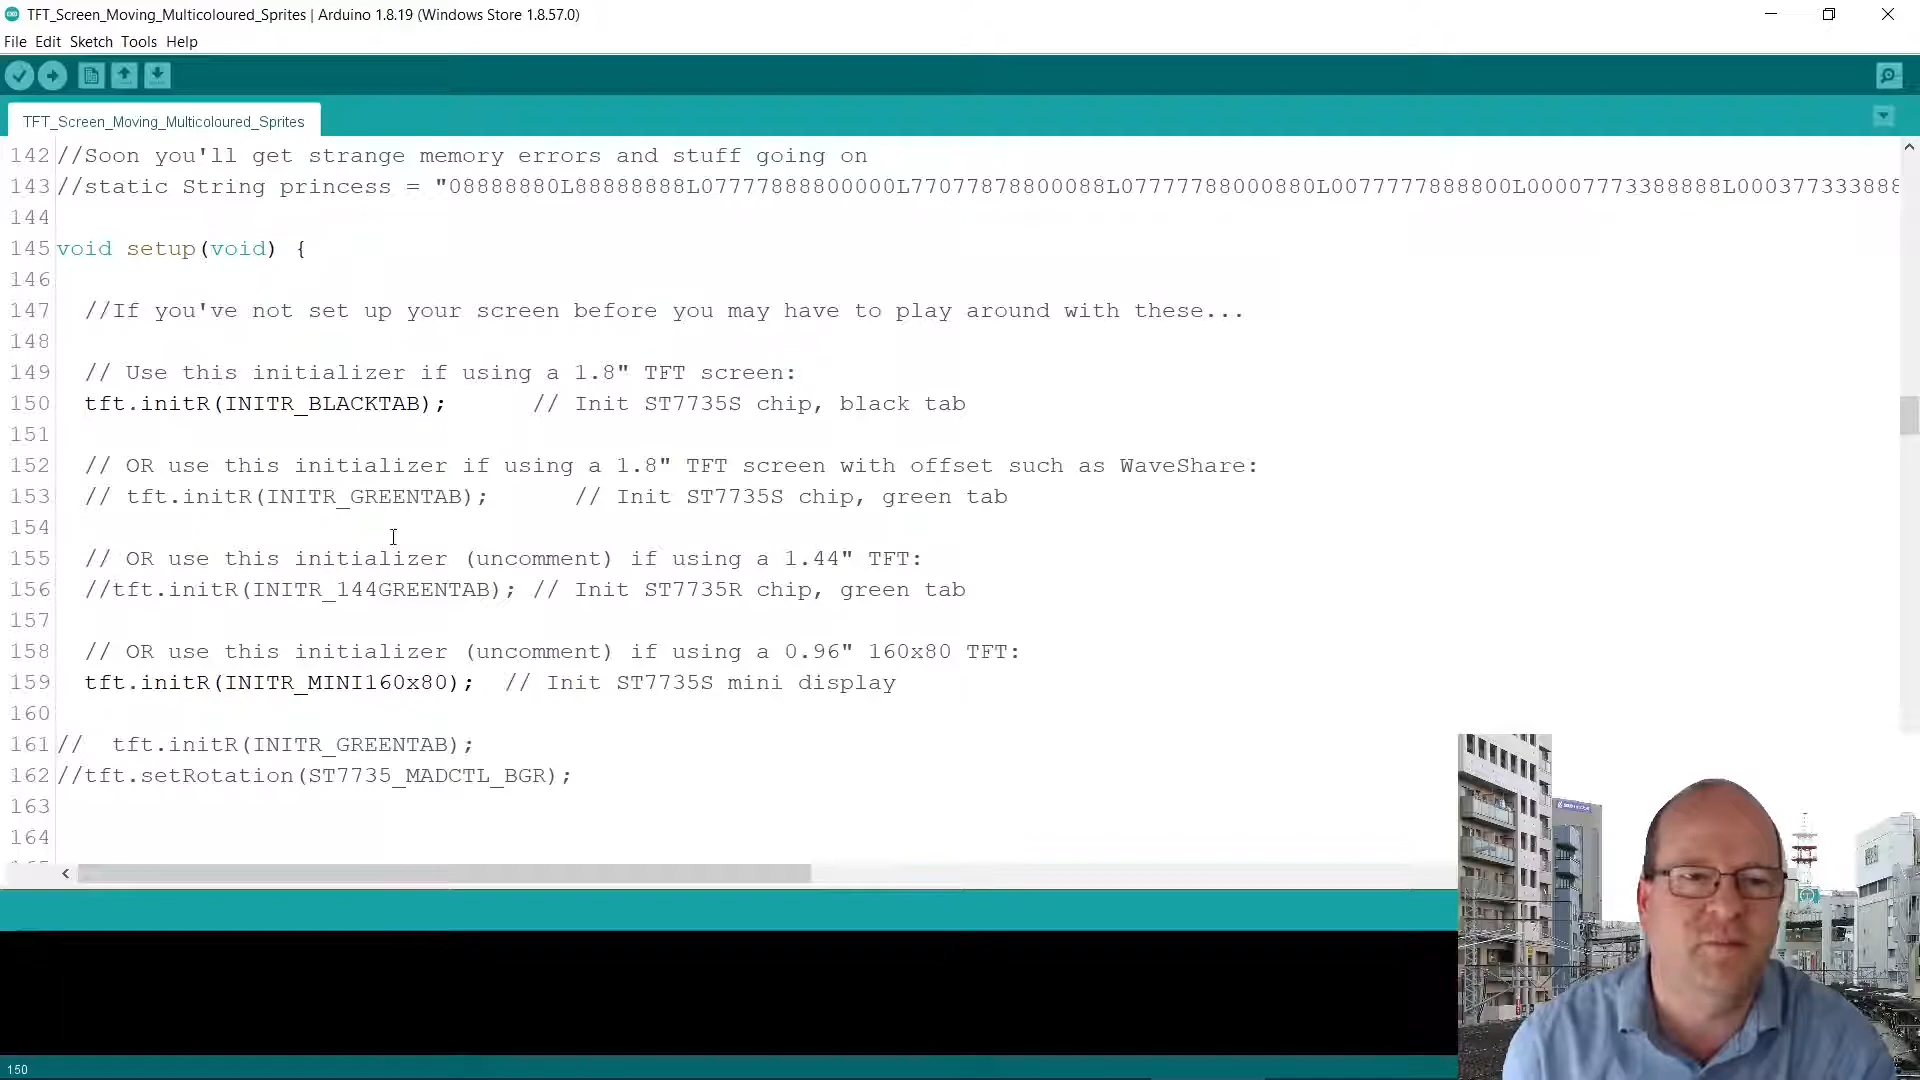 TFT_Screen_Moving_Multicoloured_Sprites | Arduino 1.8.19 (Windows Store 1.8.57.0)
File Edit Sketch Tools Help
TFT_Screen_Moving_Multicoloured_Sprites
142 //Soon you'll get strange memory errors and stuff going on
143 //static String princess = "08888880L88888888L07777888800000L77077878800088L07777788000880L0077777888800L00007773388888L000377333888
144
145 void setup(void) {
146
147 //If you've not set up your screen before you may have to play around with these...
148
149 // Use this initializer if using a 1.8" TFT screen:
150 tft.initR(INITR_BLACKTAB); // Init ST7735S chip, black tab
151
152 // OR use this initializer if using a 1.8" TFT screen with offset such as WaveShare:
153 // tft.initR(INITR_GREENTAB); // Init ST7735S chip, green tab
154
155 // OR use this initializer (uncomment) if using a 1.44" TFT:
156 //tft.initR(INITR_144GREENTAB); // Init ST7735R chip, green tab
157
158 // OR use this initializer (uncomment) if using a 0.96" 160x80 TFT:
159 tft.initR(INITR_MINI160x80); // Init ST7735S mini display
160
161 // tft.initR(INITR_GREENTAB);
162 //tft.setRotation(ST7735_MADCTL_BGR);
163
164
150